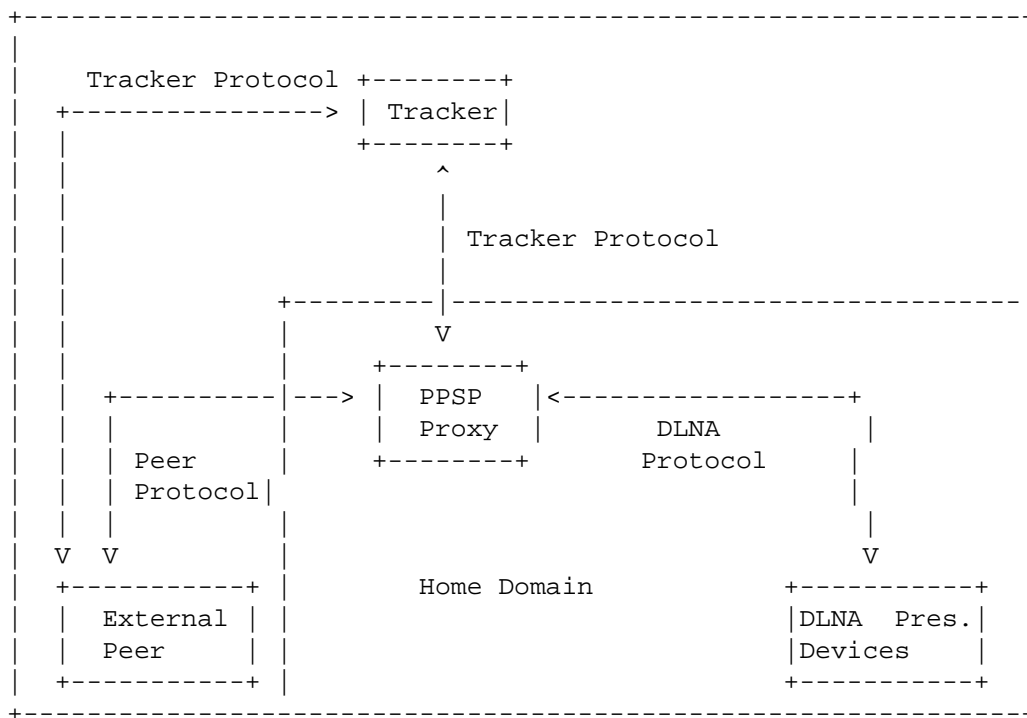 Tracker Protocol
Tracker
Tracker Protocol
V
PPSP
Proxy
DLNA
Protocol
Peer
Protocol
V V
V
Home Domain
External
Peer
DLNA Pres.
Devices